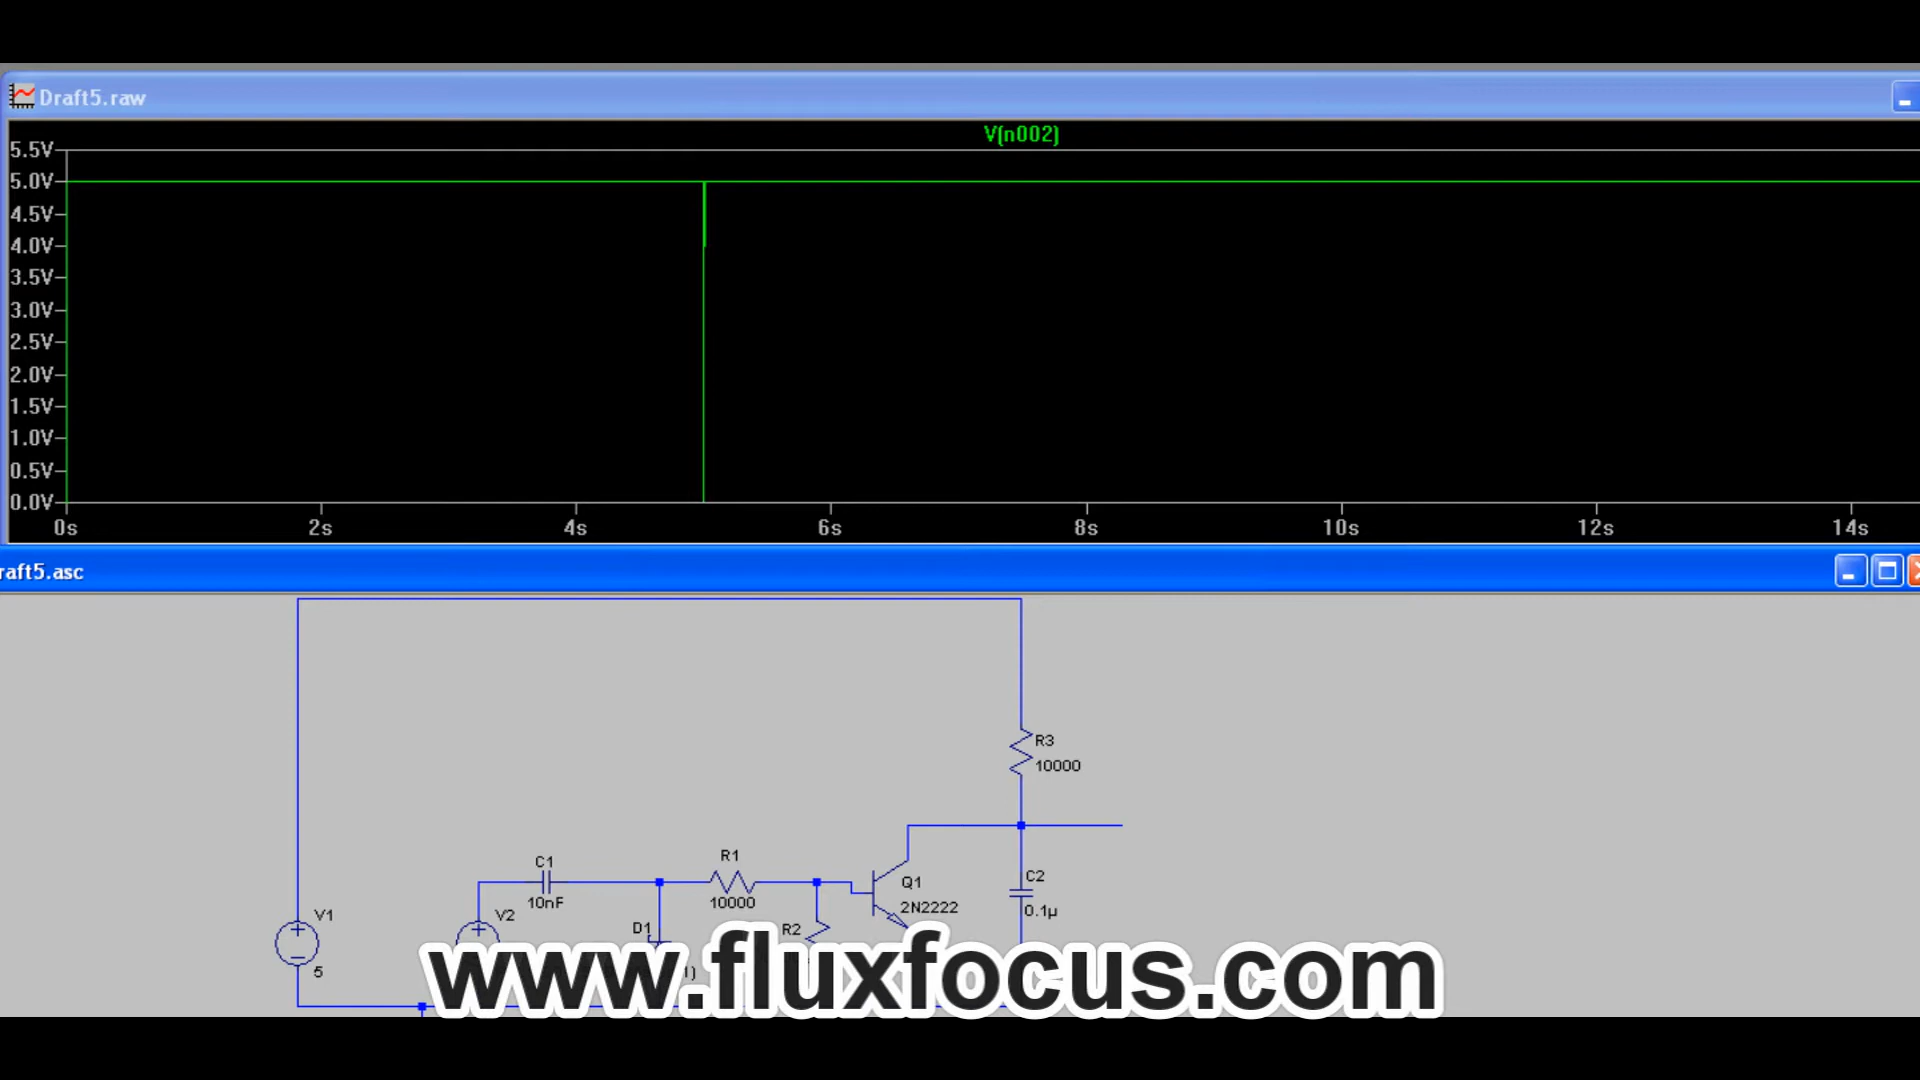 Draft5.raw
V(n002)
5.5V
5.0V
4.5V
4.0V
3.5V
3.0V
2.5V
2.0V
1.5V
1.0V
0.5V
0.0V
0s 2s 4s 6s 8s 10s 12s 14s
raft5.asc
R3
10000
C1
10nF
R1
10000
Q1
2N2222
C2
0.1µ
V1
5
V2
D1
R2
www.fluxfocus.com